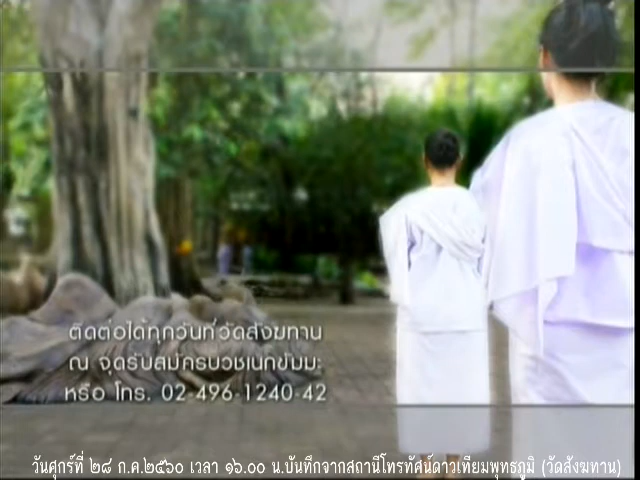 ติดต่อได้ทุกวันที่วัดสังฆทาน
ณ จุดรับสมัครบวชเนกขัมมะ
หรือ โทร. 02-496-1240-42
วันศุกร์ที่ ๒๘ ก.ค.๒๕๖๐ เวลา ๑๖.๐๐ น.บันทึกจากสถานีโทรทัศน์ดาวเทียมพุทธภูมิ (วัดสังฆทาน)